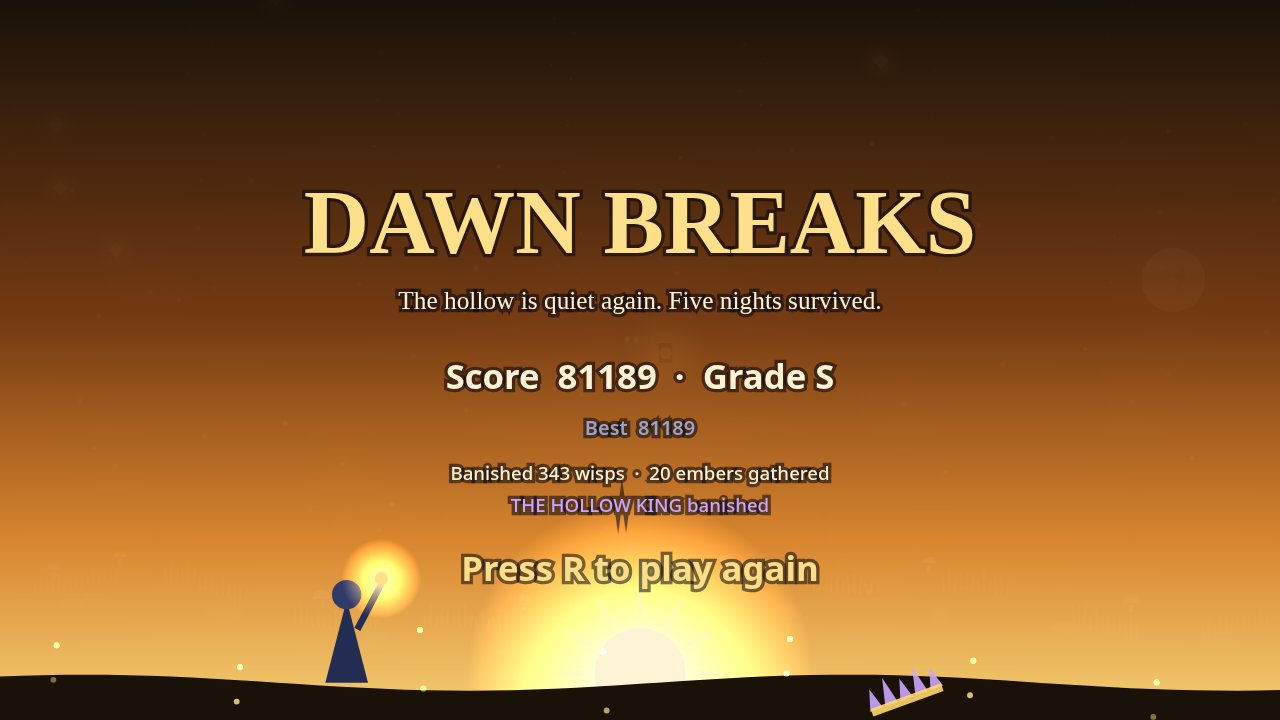 DAWN BREAKS
The hollow is quiet again. Five nights survived.
Score 81189 · Grade S
Best 81189
Banished 343 wisps · 20 embers gathered
THE HOLLOW KING banished
Press R to play again